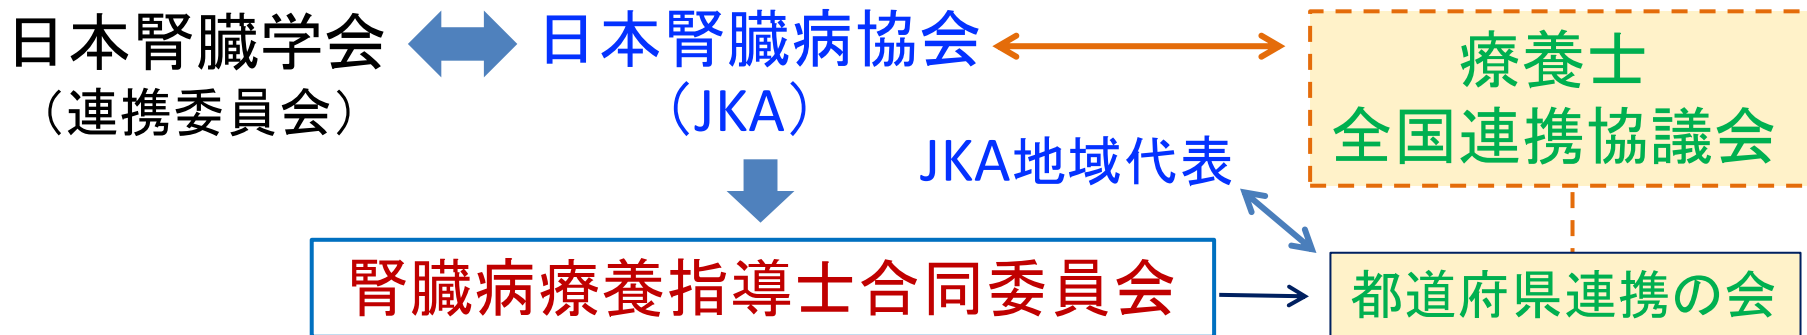 日本腎臓学会
（連携委員会）
日本腎臓病協会
（JKA）
療養士
全国連携協議会
JKA地域代表
腎臓病療養指導士合同委員会
都道府県連携の会